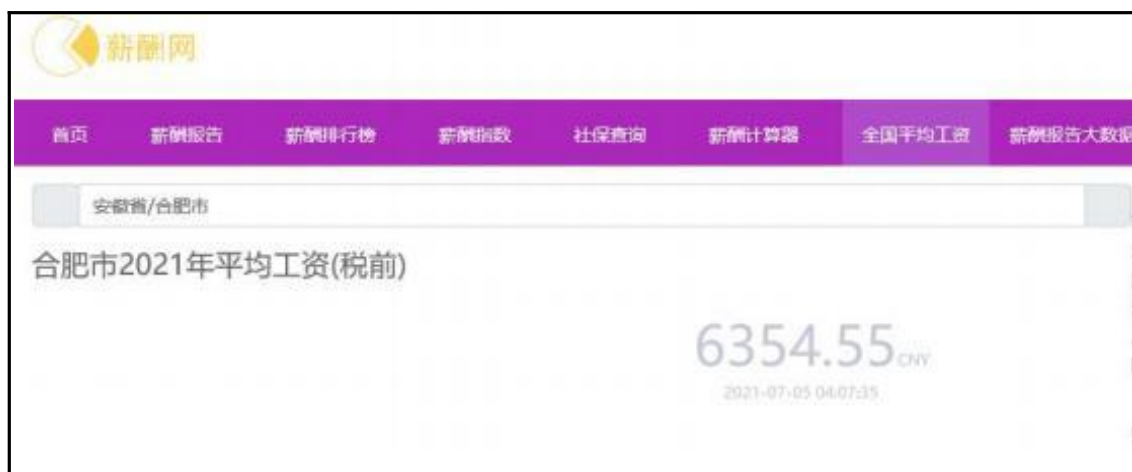 薪酬网
首页 薪酬报告 薪酬排行榜 薪酬指数 社保查询 薪酬计算器 全国平均工资 薪酬报告大数据
安徽省/合肥市
合肥市2021年平均工资(税前)
6354.55CNY
2021-07-05 04:07:35